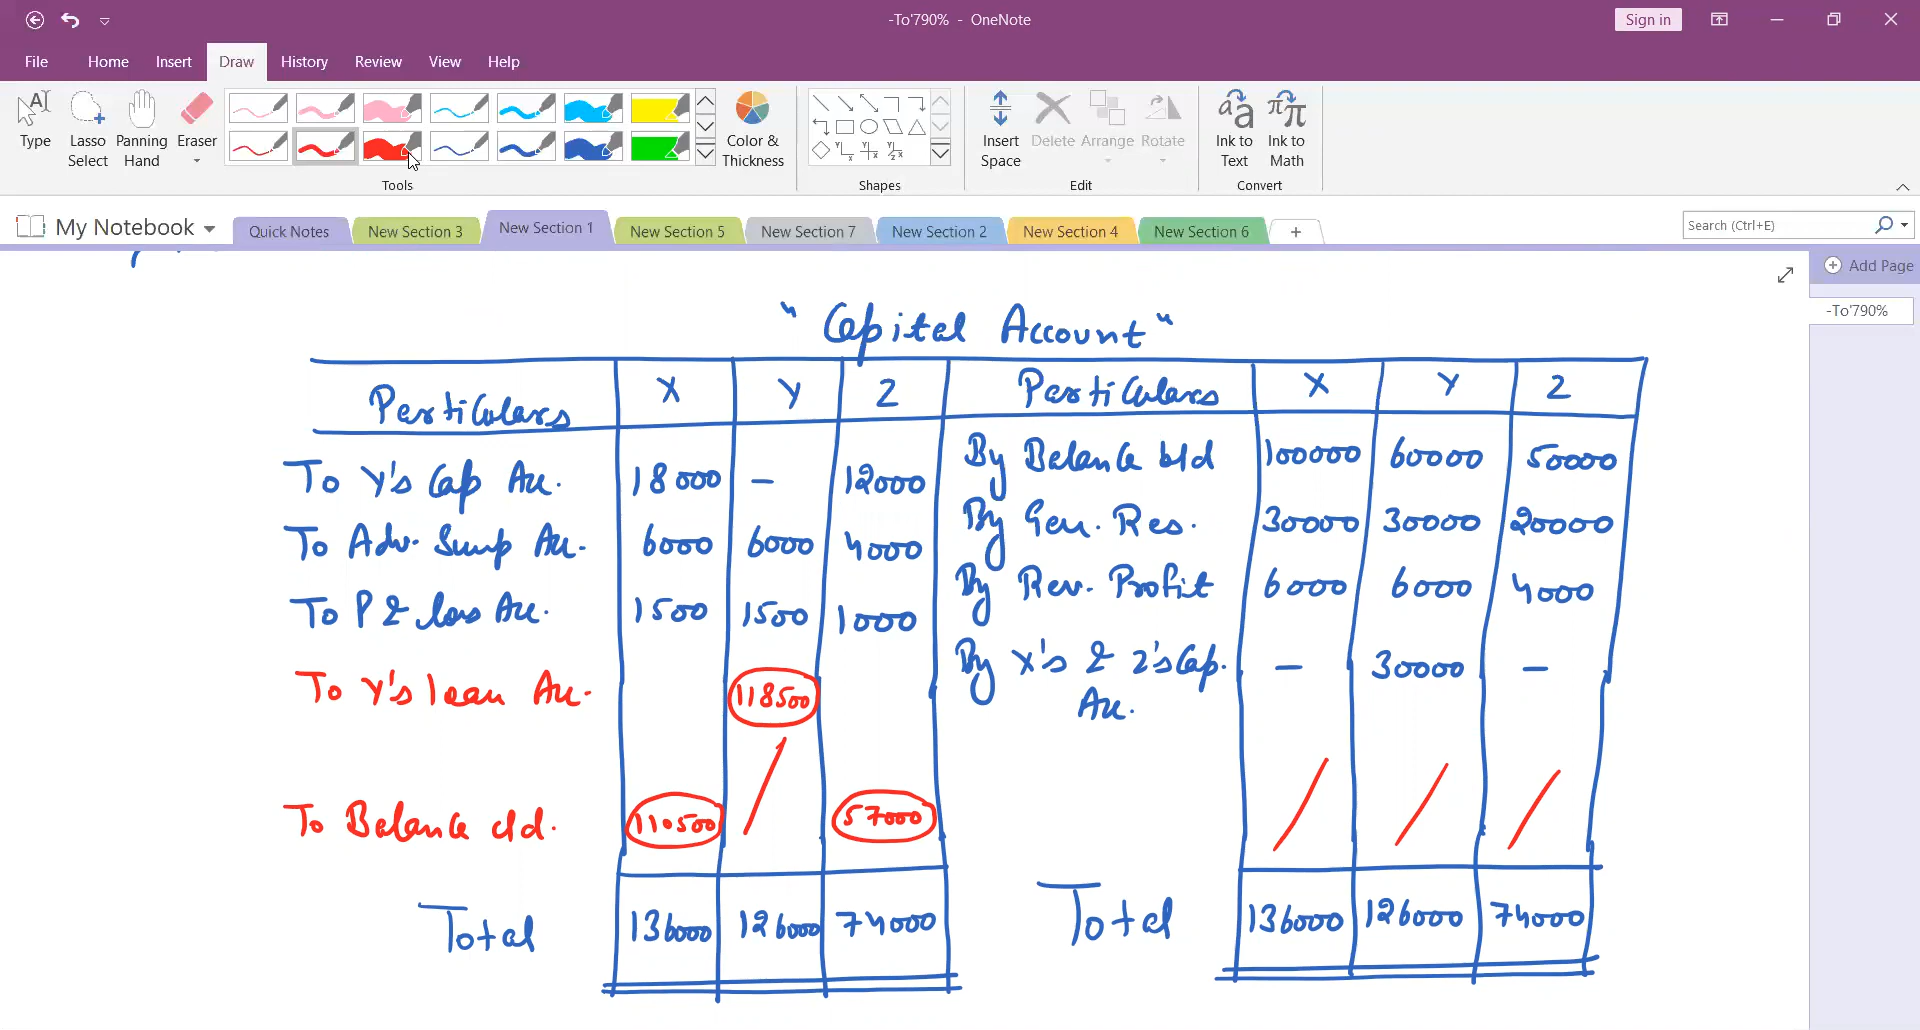 -To'790% - OneNote
Sign in
File Home Insert Draw History Review View Help
Type
Lasso Select
Panning Hand
Eraser
Color & Thickness
Insert Space
Delete
Arrange
Rotate
Ink to Text
Ink to Math
Tools
Shapes
Edit
Convert
My Notebook
Quick Notes
New Section 3
New Section 1
New Section 5
New Section 7
New Section 2
New Section 4
New Section 6
Search (Ctrl+E)
Add Page
-To'790%
"Capital Account"
Particulars X Y Z Particulars X Y Z
To Y's Cap Acc. 18000 - 12000 By Balance b/d 100000 60000 50000
To Adv. Susp Acc. 6000 6000 4000 By Gen. Res. 30000 30000 20000
To P & loss Acc. 1500 1500 1000 By Rev. Profit 6000 6000 4000
To Y's loan Acc. 118500 By X's & Z's Cap. Acc. - 30000 -
To Balance c/d. 110500 57000
Total 136000 126000 74000 Total 136000 126000 74000